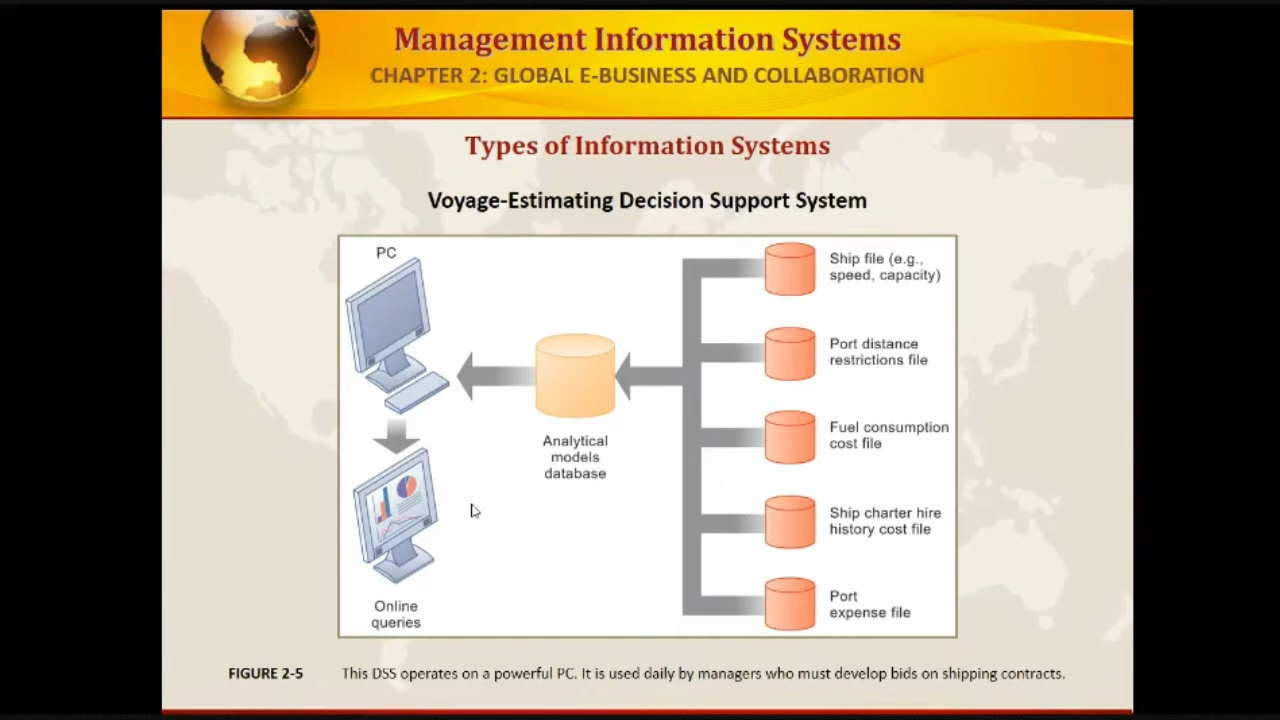 Management Information Systems
CHAPTER 2: GLOBAL E-BUSINESS AND COLLABORATION
Types of Information Systems
Voyage-Estimating Decision Support System
PC
Ship file (e.g.,
speed, capacity)
Port distance
restrictions file
Analytical
models
database
Fuel consumption
cost file
Ship charter hire
history cost file
Online
queries
Port
expense file
FIGURE 2-5 This DSS operates on a powerful PC. It is used daily by managers who must develop bids on shipping contracts.